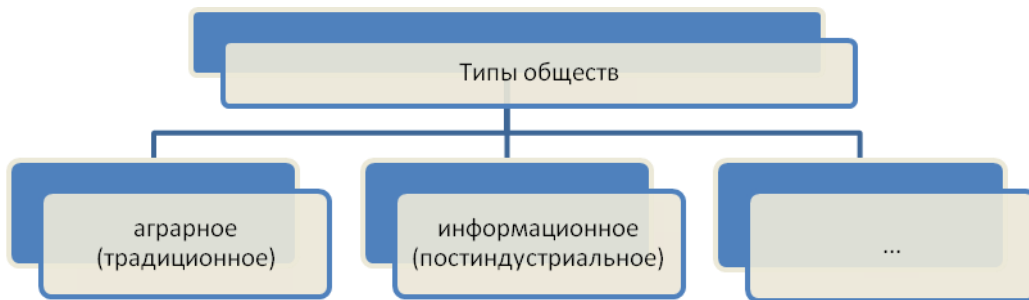 Типы обществ
аграрное
(традиционное)
информационное
(постиндустриальное)
...